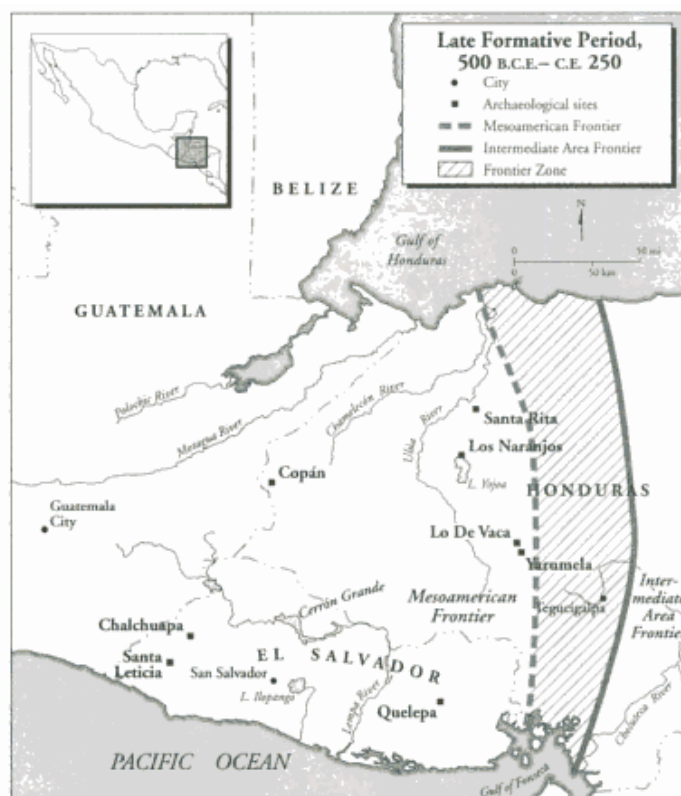 Late Formative Period,
500 B.C.E.– C.E. 250
City
Archaeological sites
Mesoamerican Frontier
Intermediate Area Frontier
Frontier Zone
N
0 50 mi
0 50 km
BELIZE
Gulf of
Honduras
GUATEMALA
Polochic River
Motagua River
Chamelecón River
Ulúa River
Santa Rita
Los Naranjos
L. Yojoa
Copán
HONDURAS
Guatemala
City
Lo De Vaca
Yarumela
Tegucigalpa
Mesoamerican
Frontier
Inter-
mediate
Area
Frontier
Cerrón Grande
Chalchuapa
EL SALVADOR
Santa
Leticia
San Salvador
L. Ilopango
Lempa River
Quelepa
Choluteca River
PACIFIC OCEAN
Gulf of Fonseca